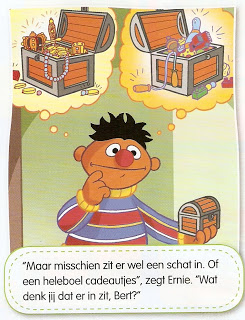 "Maar misschien zit er wel een schat in. Of
een heleboel cadeautjes", zegt Ernie. "Wat
denk jij dat er in zit, Bert?"